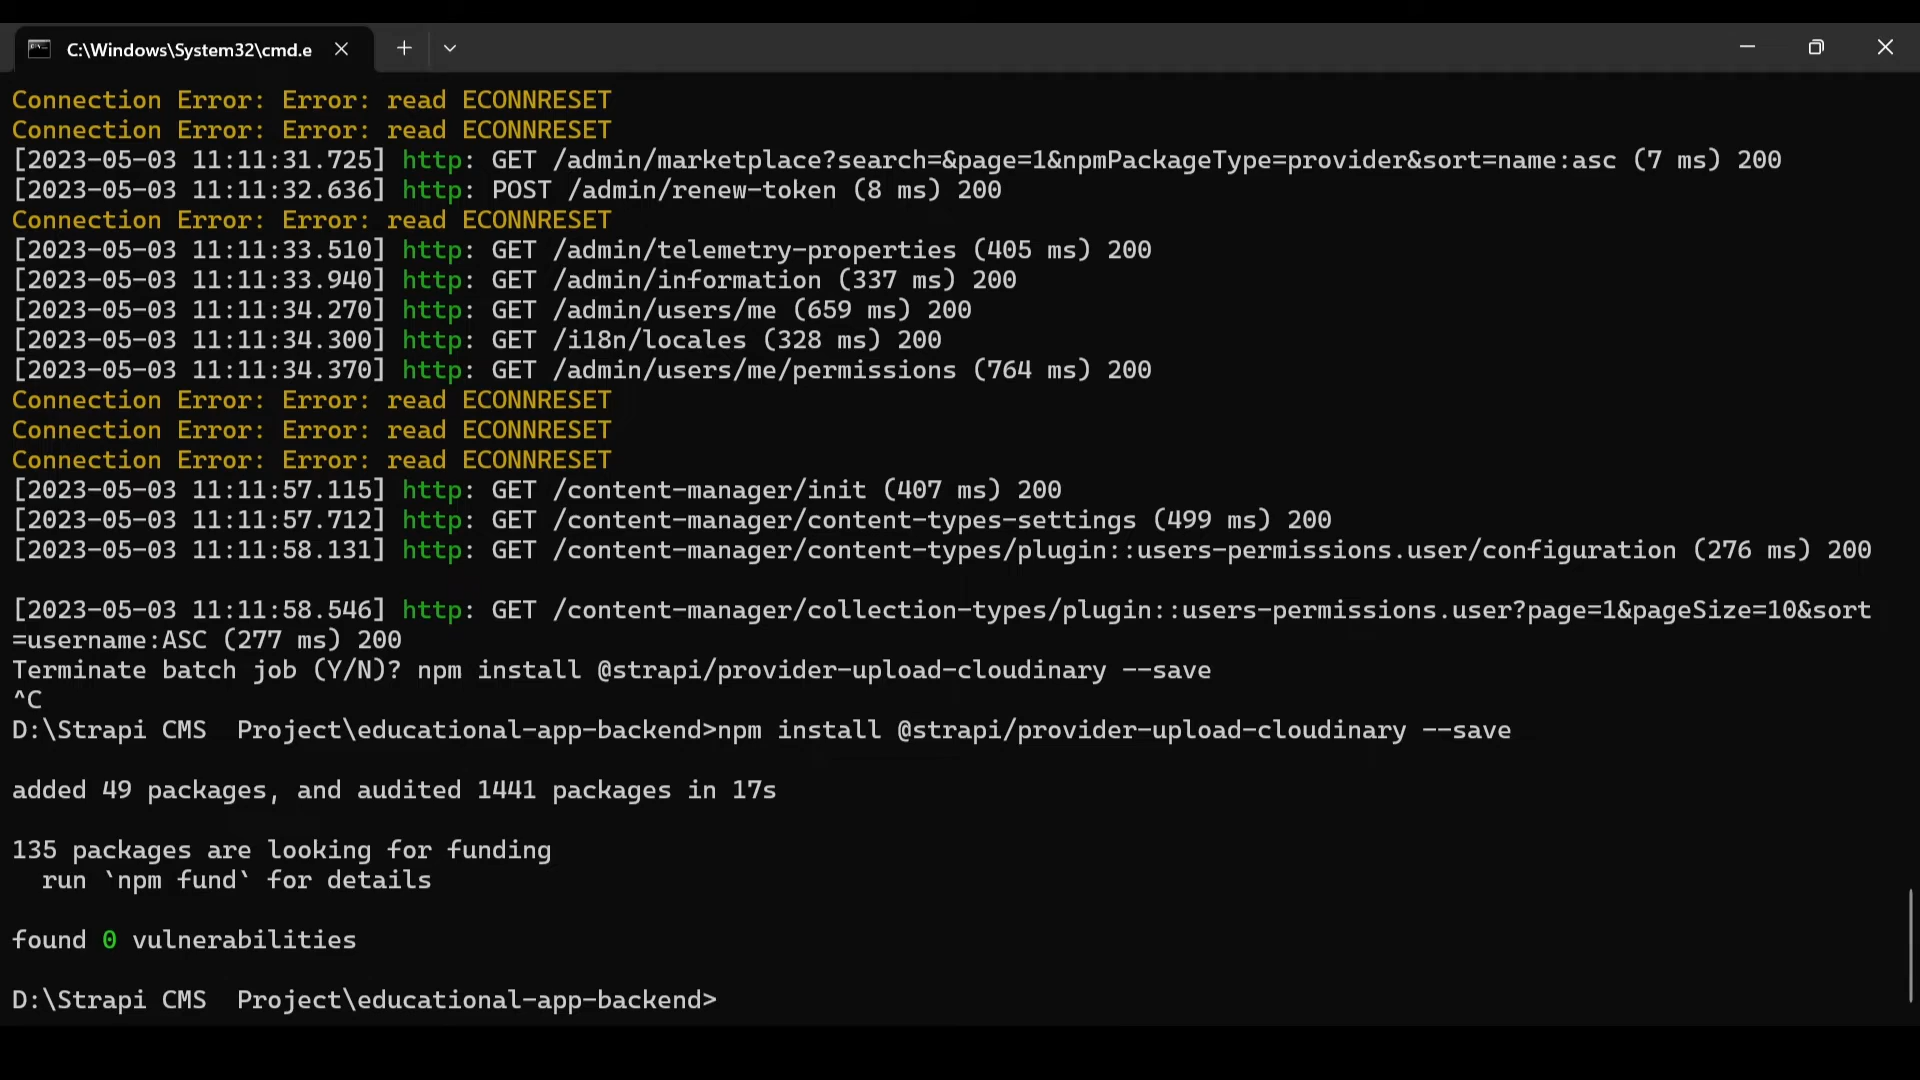 C:\Windows\System32\cmd.e
Connection Error: Error: read ECONNRESET
Connection Error: Error: read ECONNRESET
[2023-05-03 11:11:31.725] http: GET /admin/marketplace?search=&page=1&npmPackageType=provider&sort=name:asc (7 ms) 200
[2023-05-03 11:11:32.636] http: POST /admin/renew-token (8 ms) 200
Connection Error: Error: read ECONNRESET
[2023-05-03 11:11:33.510] http: GET /admin/telemetry-properties (405 ms) 200
[2023-05-03 11:11:33.940] http: GET /admin/information (337 ms) 200
[2023-05-03 11:11:34.270] http: GET /admin/users/me (659 ms) 200
[2023-05-03 11:11:34.300] http: GET /i18n/locales (328 ms) 200
[2023-05-03 11:11:34.370] http: GET /admin/users/me/permissions (764 ms) 200
Connection Error: Error: read ECONNRESET
Connection Error: Error: read ECONNRESET
Connection Error: Error: read ECONNRESET
[2023-05-03 11:11:57.115] http: GET /content-manager/init (407 ms) 200
[2023-05-03 11:11:57.712] http: GET /content-manager/content-types-settings (499 ms) 200
[2023-05-03 11:11:58.131] http: GET /content-manager/content-types/plugin::users-permissions.user/configuration (276 ms) 200
[2023-05-03 11:11:58.546] http: GET /content-manager/collection-types/plugin::users-permissions.user?page=1&pageSize=10&sort
=username:ASC (277 ms) 200
Terminate batch job (Y/N)? npm install @strapi/provider-upload-cloudinary --save
^C
D:\Strapi CMS  Project\educational-app-backend>npm install @strapi/provider-upload-cloudinary --save
added 49 packages, and audited 1441 packages in 17s
135 packages are looking for funding
  run `npm fund` for details
found 0 vulnerabilities
D:\Strapi CMS  Project\educational-app-backend>